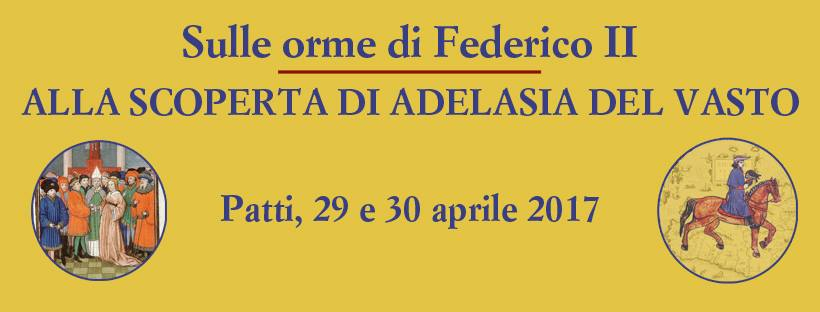 Sulle orme di Federico II
ALLA SCOPERTA DI ADELASIA DEL VASTO
Patti, 29 e 30 aprile 2017